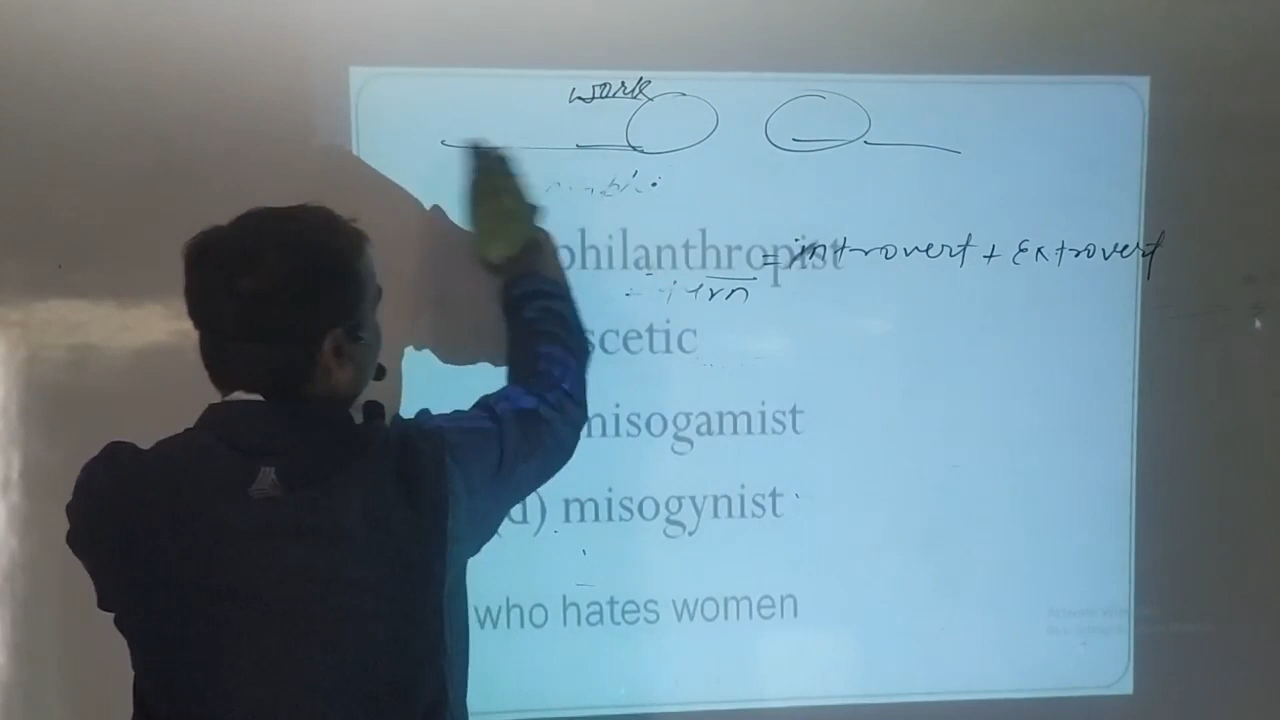 work
philanthropist = introvert + Extrovert
scetic
misogamist
(d) misogynist
who hates women